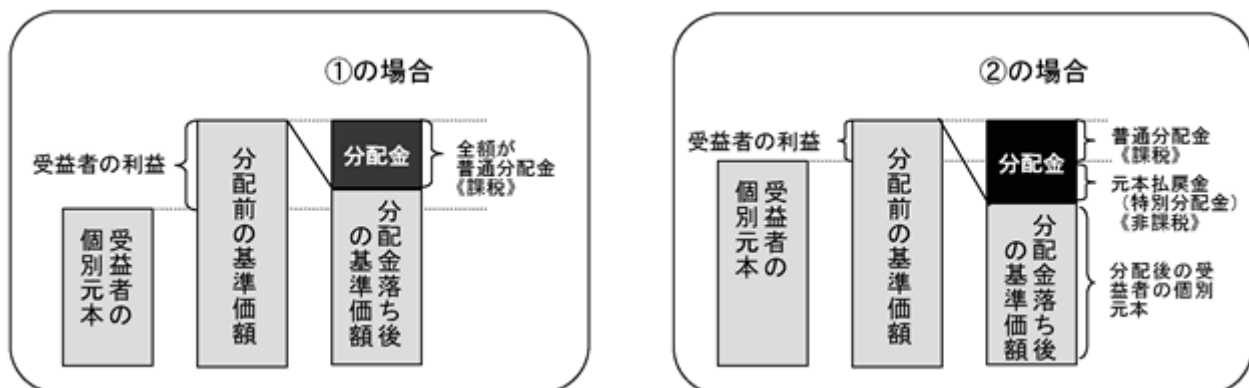 ①の場合
受益者の利益
受益者の
個別元本
分配前の基準価額
分配金
分配金落ち後
の基準価額
全額が
普通分配金
《課税》
②の場合
受益者の利益
受益者の
個別元本
分配前の基準価額
分配金
分配金落ち後
の基準価額
普通分配金
《課税》
元本払戻金
(特別分配金)
《非課税》
分配後の受
益者の個別
元本